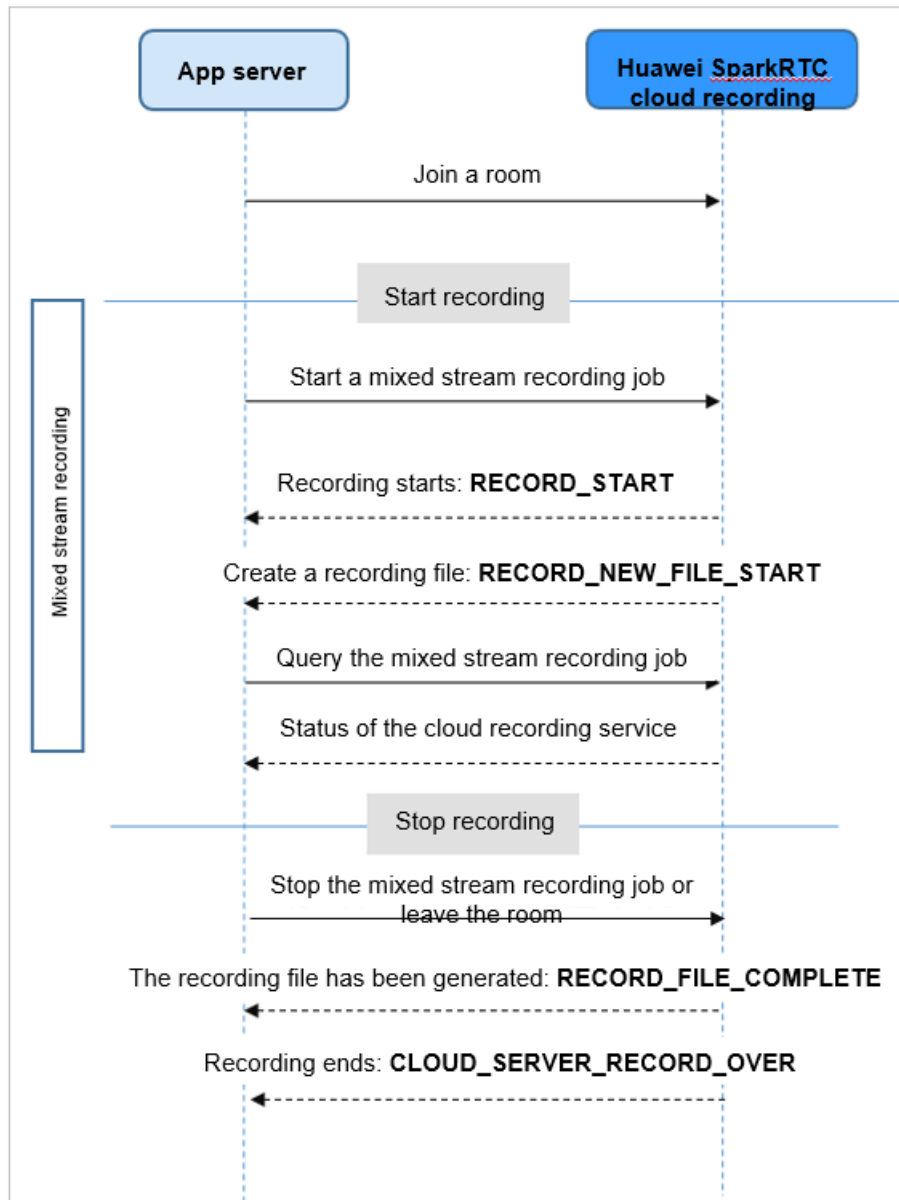 App server
Huawei SparkRTC
cloud recording
Join a room
Start recording
Mixed stream recording
Start a mixed stream recording job
Recording starts: RECORD_START
Create a recording file: RECORD_NEW_FILE_START
Query the mixed stream recording job
Status of the cloud recording service
Stop recording
Stop the mixed stream recording job or
leave the room
The recording file has been generated: RECORD_FILE_COMPLETE
Recording ends: CLOUD_SERVER_RECORD_OVER